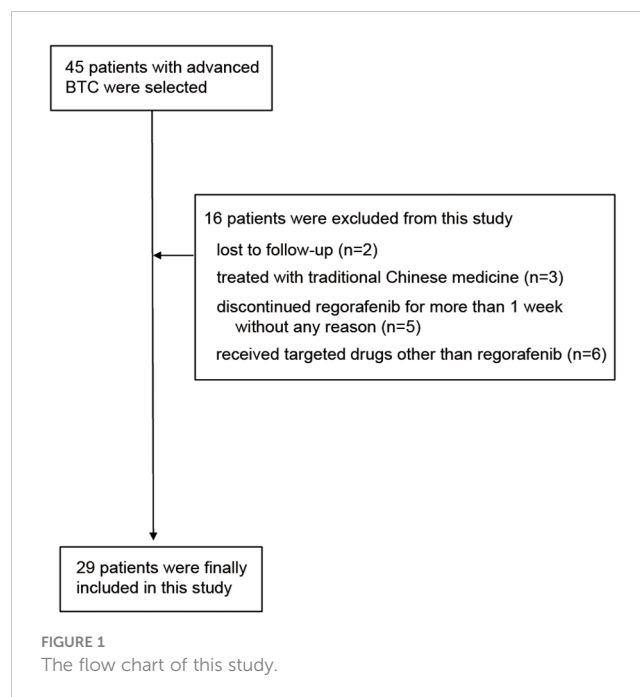 45 patients with advanced
BTC were selected
16 patients were excluded from this study
lost to follow-up (n=2)
treated with traditional Chinese medicine (n=3)
discontinued regorafenib for more than 1 week
without any reason (n=5)
received targeted drugs other than regorafenib (n=6)
29 patients were finally
included in this study
FIGURE 1
The flow chart of this study.